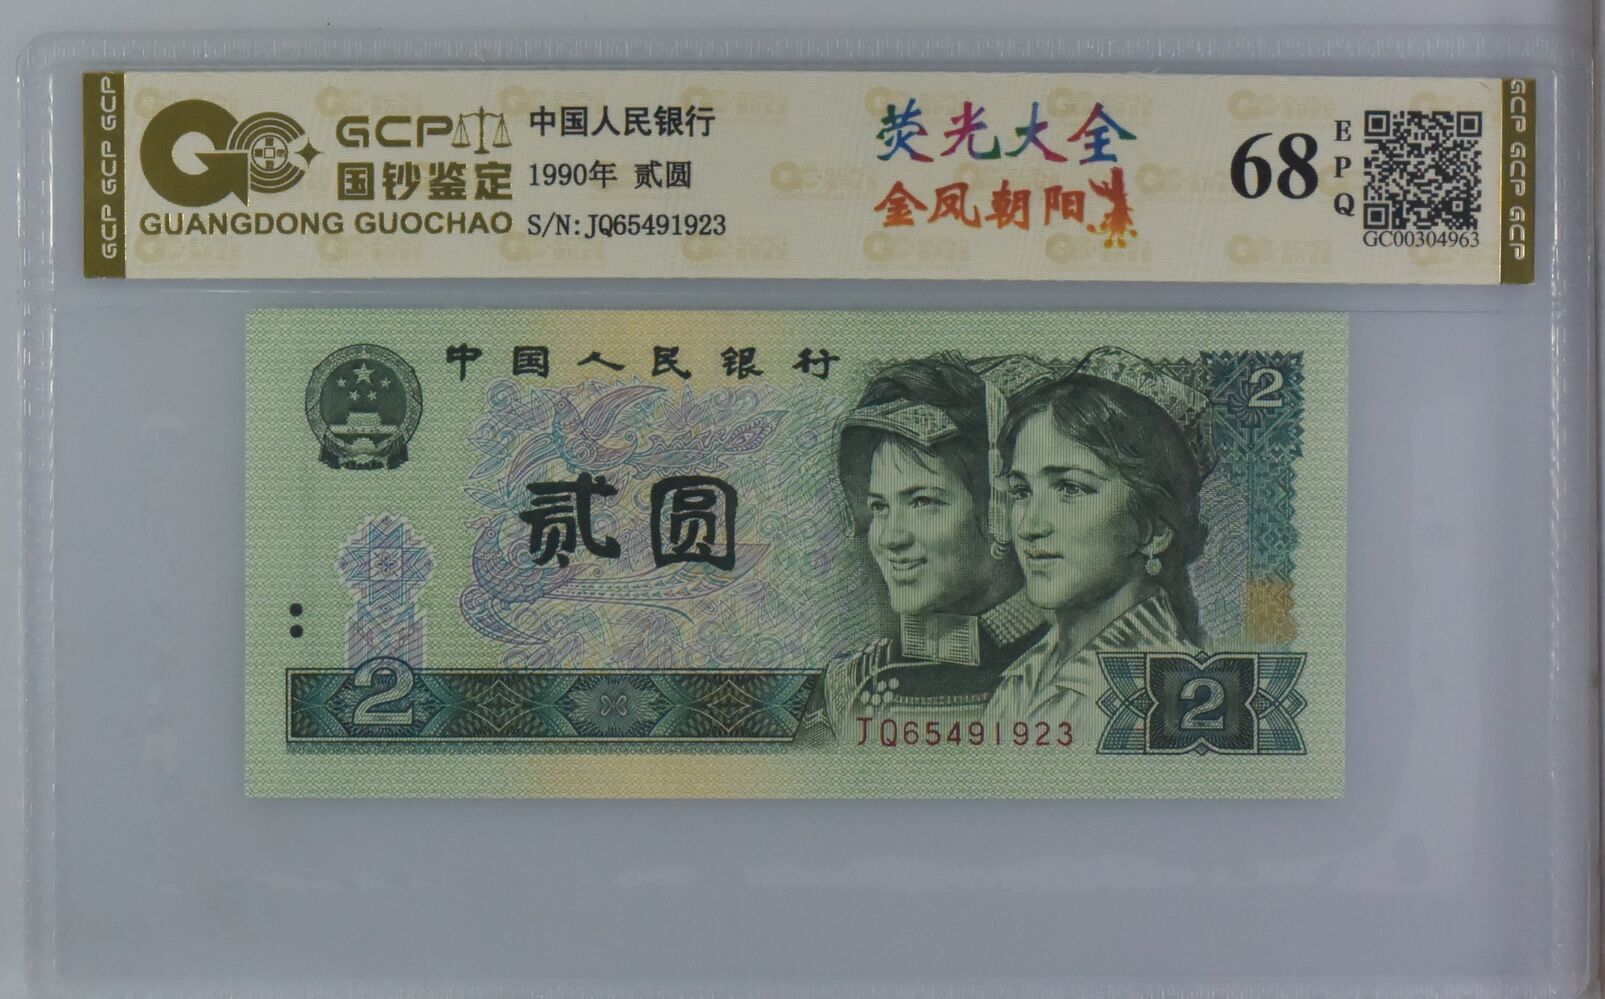 GCP GCP GCP
GCP
国钞鉴定
GUANGDONG GUOCHAO
中国人民银行
1990年 贰圆
S/N:JQ65491923
荧光大全
金凤朝阳
68
EPQ
GC00304963
GCP GCP GCP
中国人民银行
2
贰圆
2
JQ65491923
2